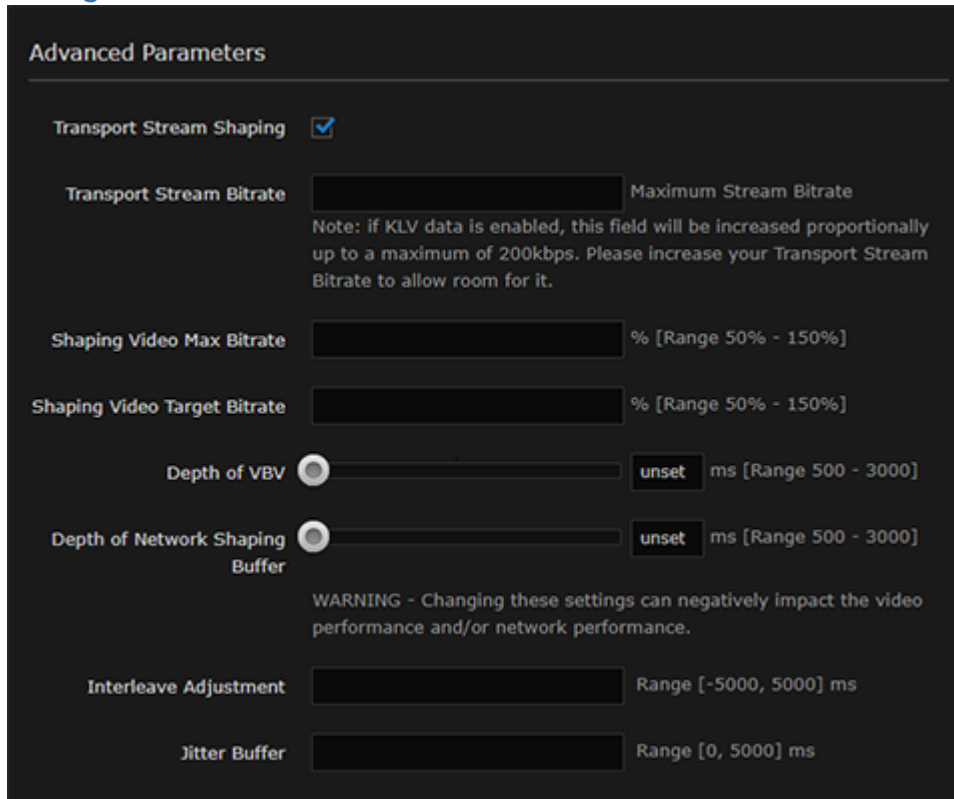 Advanced Parameters
Transport Stream Shaping
Transport Stream Bitrate Maximum Stream Bitrate
Note: if KLV data is enabled, this field will be increased proportionally
up to a maximum of 200kbps. Please increase your Transport Stream
Bitrate to allow room for it.
Shaping Video Max Bitrate % [Range 50% - 150%]
Shaping Video Target Bitrate % [Range 50% - 150%]
Depth of VBV unset ms [Range 500 - 3000]
Depth of Network Shaping unset ms [Range 500 - 3000]
Buffer
WARNING - Changing these settings can negatively impact the video
performance and/or network performance.
Interleave Adjustment Range [-5000, 5000] ms
Jitter Buffer Range [0, 5000] ms